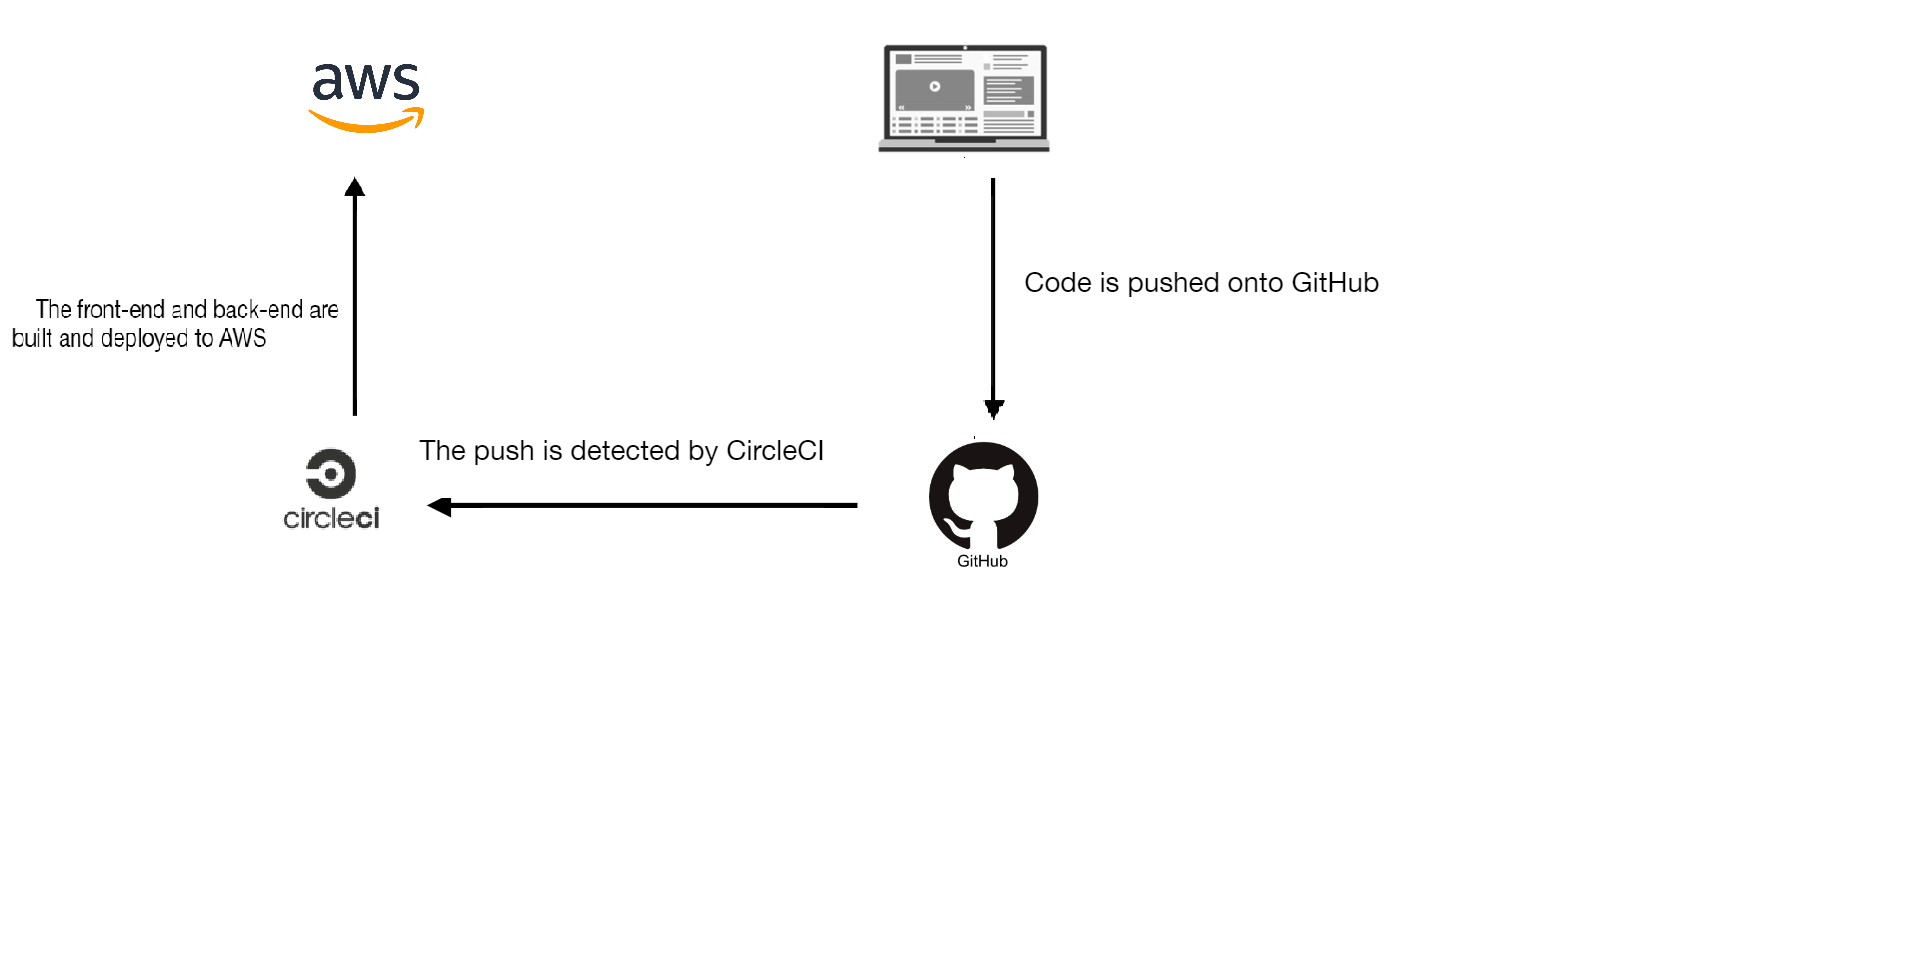 aws
Code is pushed onto GitHub
The front-end and back-end are
built and deployed to AWS
The push is detected by CircleCI
circleci
GitHub